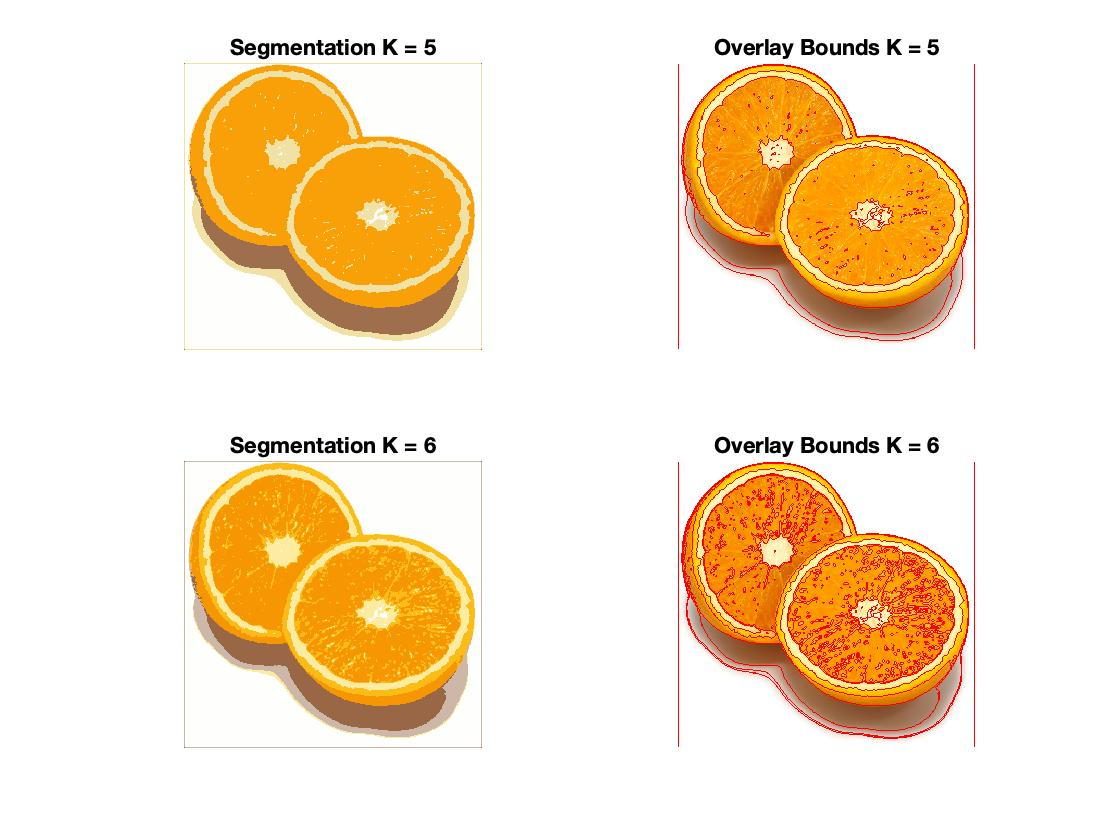 Segmentation K = 5
Overlay Bounds K = 5
Segmentation K = 6
Overlay Bounds K = 6